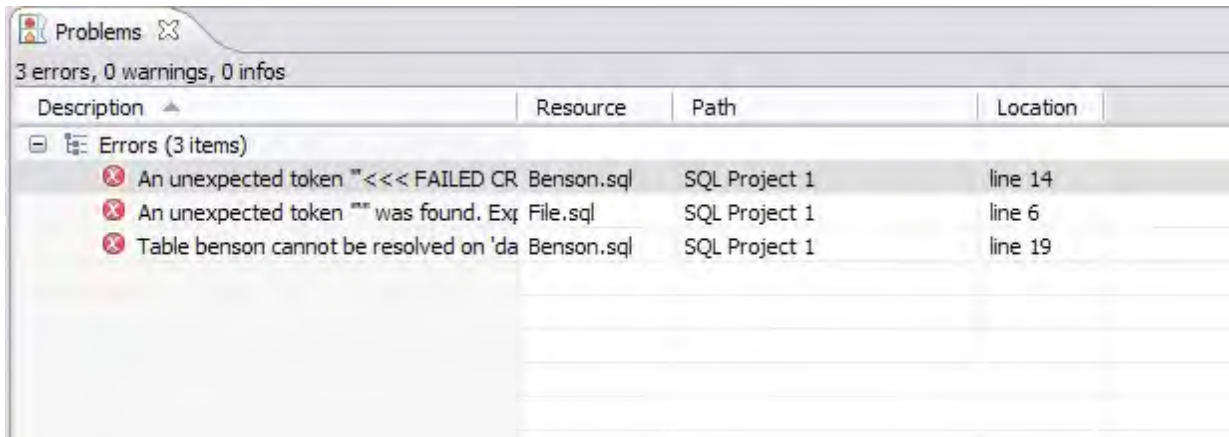 Problems
3 errors, 0 warnings, 0 infos
Description Resource Path Location
Errors (3 items)
An unexpected token "'<<< FAILED CR Benson.sql SQL Project 1 line 14
An unexpected token "'" was found. Exp File.sql SQL Project 1 line 6
Table benson cannot be resolved on 'da Benson.sql SQL Project 1 line 19